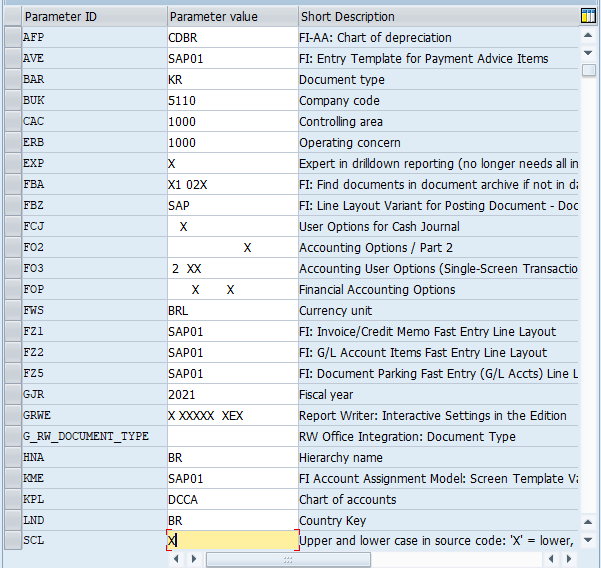 Parameter ID Parameter value Short Description
AFP CDBR FI-AA: Chart of depreciation
AVE SAP01 FI: Entry Template for Payment Advice Items
BAR KR Document type
BUK 5110 Company code
CAC 1000 Controlling area
ERB 1000 Operating concern
EXP X Expert in drilldown reporting (no longer needs all in
FBA X1 02X FI: Find documents in document archive if not in da
FBZ SAP FI: Line Layout Variant for Posting Document - Doc
FCJ X User Options for Cash Journal
FO2 X Accounting Options / Part 2
FO3 2 XX Accounting User Options (Single-Screen Transactio
FOP X X Financial Accounting Options
FWS BRL Currency unit
FZ1 SAP01 FI: Invoice/Credit Memo Fast Entry Line Layout
FZ2 SAP01 FI: G/L Account Items Fast Entry Line Layout
FZ5 SAP01 FI: Document Parking Fast Entry (G/L Accts) Line L
GJR 2021 Fiscal year
GRWE X XXXXX XEX Report Writer: Interactive Settings in the Edition
G_RW_DOCUMENT_TYPE RW Office Integration: Document Type
HNA BR Hierarchy name
KME SAP01 FI Account Assignment Model: Screen Template Va
KPL DCCA Chart of accounts
LND BR Country Key
SCL X Upper and lower case in source code: 'X' = lower,